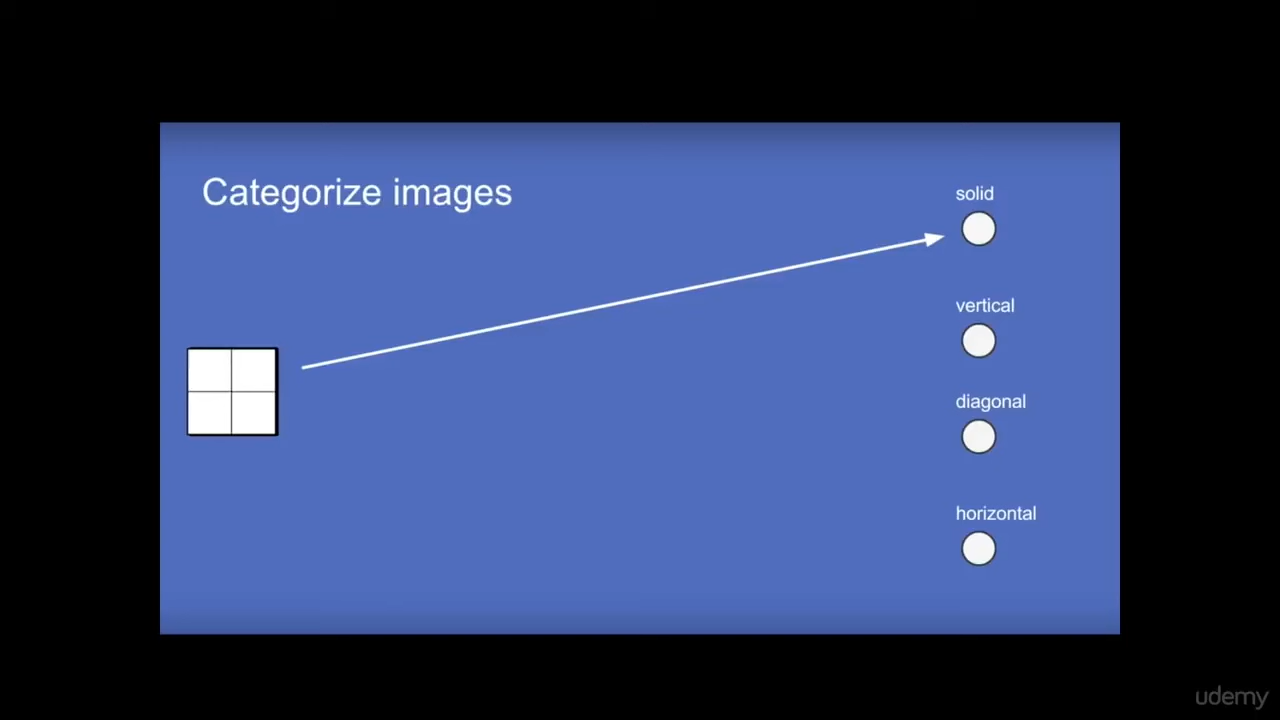 Categorize images
solid
vertical
diagonal
horizontal
udemy